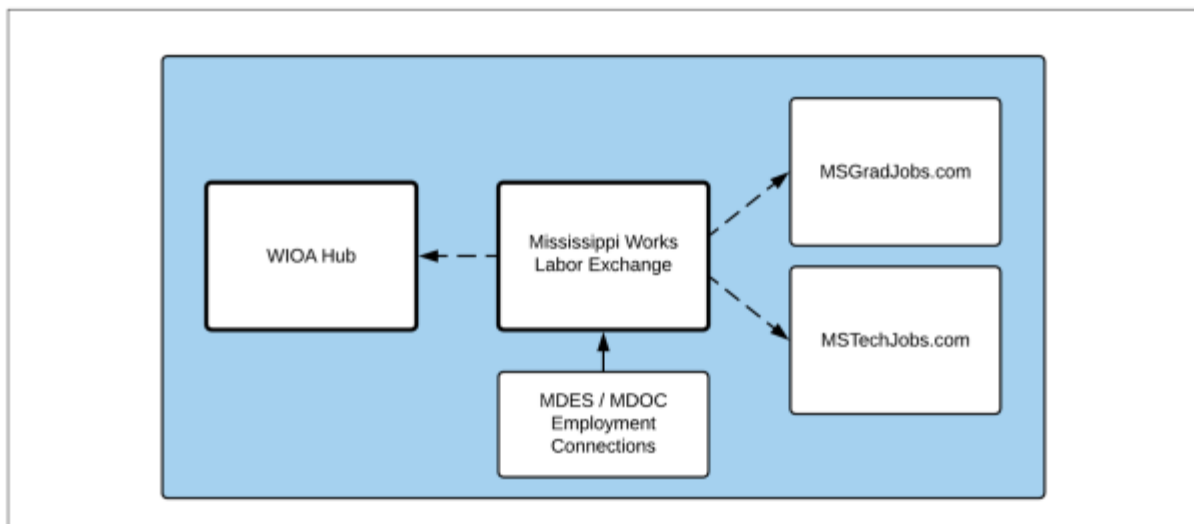 MSGradJobs.com
WIOA Hub
Mississippi Works
Labor Exchange
MSTechJobs.com
MDES / MDOC
Employment
Connections